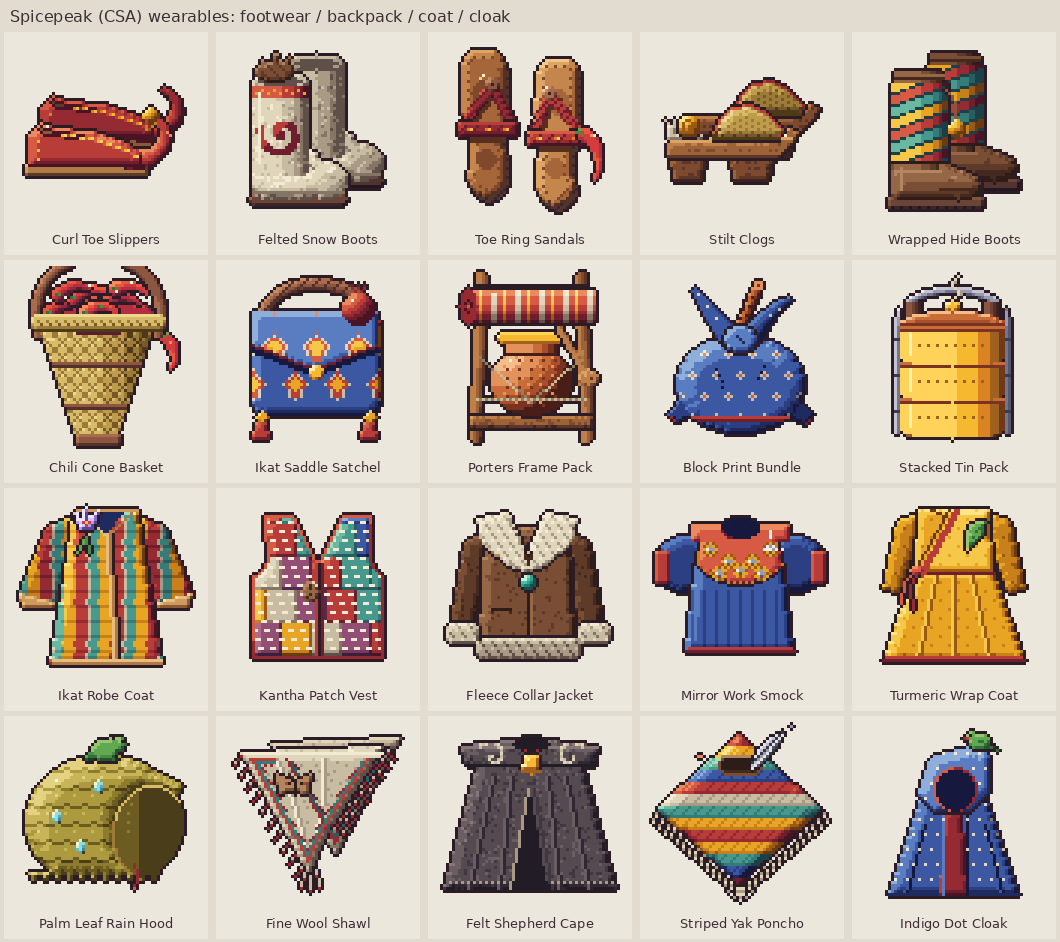 Spicepeak (CSA) wearables: footwear / backpack / coat / cloak
Curl Toe Slippers
Felted Snow Boots
Toe Ring Sandals
Stilt Clogs
Wrapped Hide Boots
Chili Cone Basket
Ikat Saddle Satchel
Porters Frame Pack
Block Print Bundle
Stacked Tin Pack
Ikat Robe Coat
Kantha Patch Vest
Fleece Collar Jacket
Mirror Work Smock
Turmeric Wrap Coat
Palm Leaf Rain Hood
Fine Wool Shawl
Felt Shepherd Cape
Striped Yak Poncho
Indigo Dot Cloak